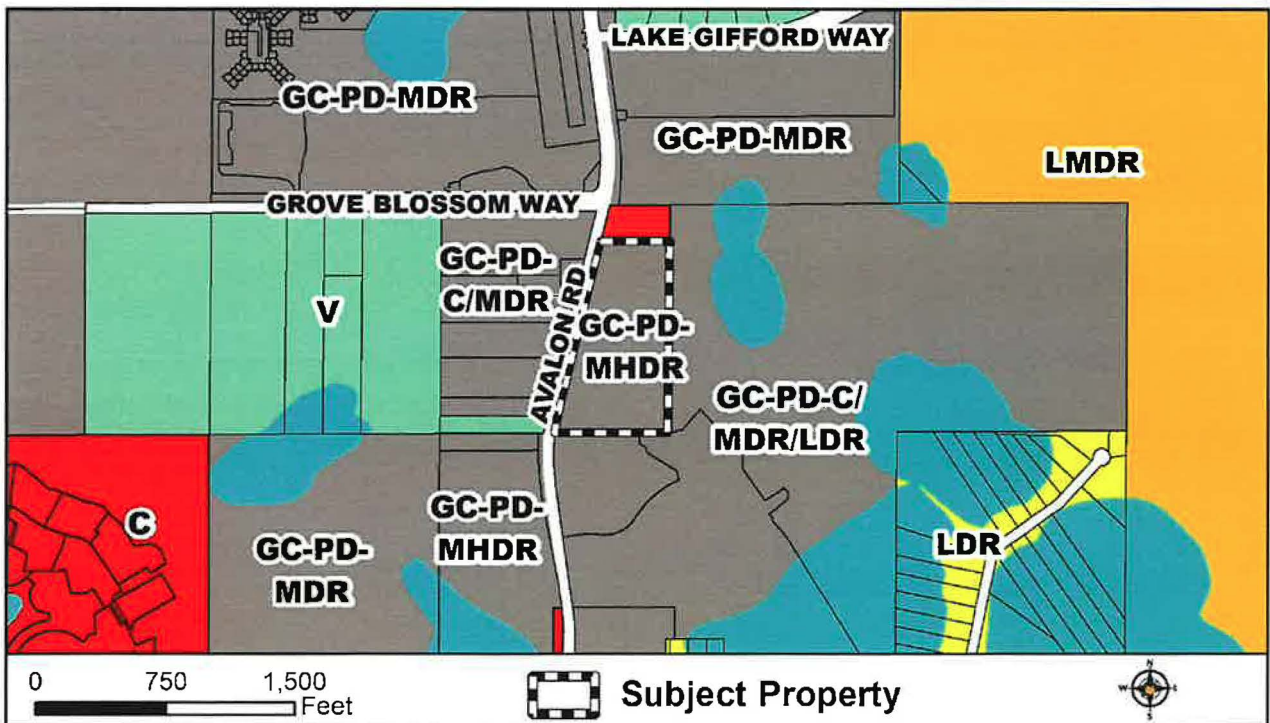 LAKE GIFFORD WAY
GC-PD-MDR
GC-PD-MDR
LMDR
GROVE BLOSSOM WAY
GC-PD-
C/MDR
V
AVALON RD
GC-PD-
MHDR
GC-PD-C/
MDR/LDR
C
GC-PD-
MDR
GC-PD-
MHDR
LDR
0 750 1,500
Feet
Subject Property
N
W E
S